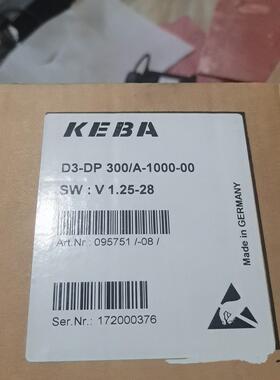 KEBA
D3-DP 300/A-1000-00
SW : V 1.25-28
Art.Nr.: 095751 /-08 /
Ser.Nr.: 172000376
Made in GERMANY